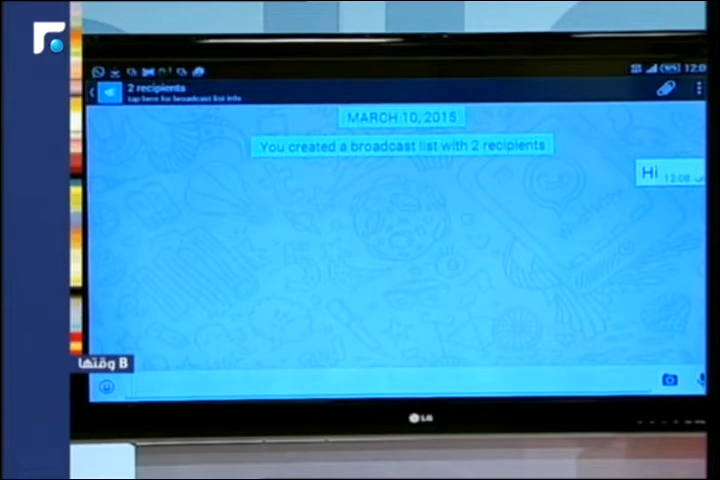 2 recipients
tap here for broadcast list info
MARCH 10, 2015
You created a broadcast list with 2 recipients
Hi
12:08
B وقتها
LG